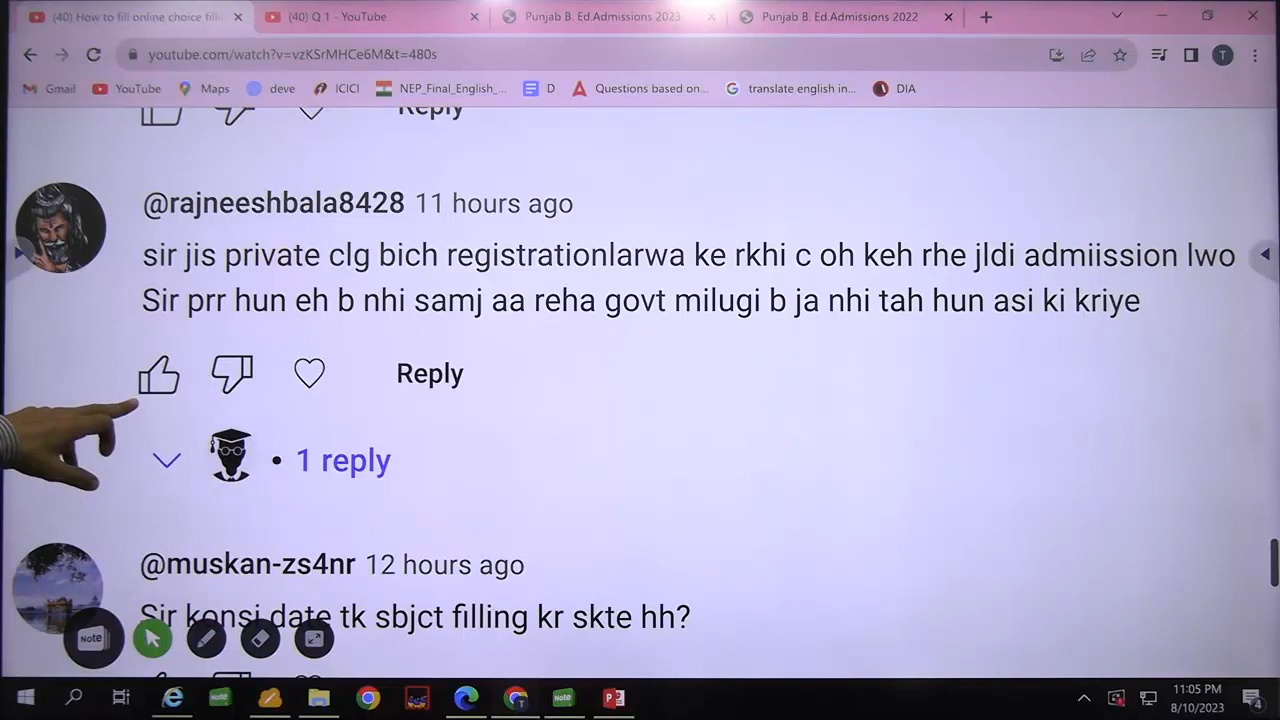 (40) How to fill online choice fill
(40) Q 1 - YouTube
Punjab B. Ed.Admissions 2023
Punjab B. Ed.Admissions 2022
youtube.com/watch?v=vzKSrMHCe6M&t=480s
T
Gmail
YouTube
Maps
deve
ICICI
NEP_Final_English_...
D
Questions based on...
translate english in...
DIA
Reply
@rajneeshbala8428 11 hours ago
sir jis private clg bich registrationlarwa ke rkhi c oh keh rhe jldi admiission lwo
Sir prr hun eh b nhi samj aa reha govt milugi b ja nhi tah hun asi ki kriye
Reply
• 1 reply
@muskan-zs4nr 12 hours ago
Sir konsi date tk sbjct filling kr skte hh?
Note
Note
Note
11:05 PM
8/10/2023
4